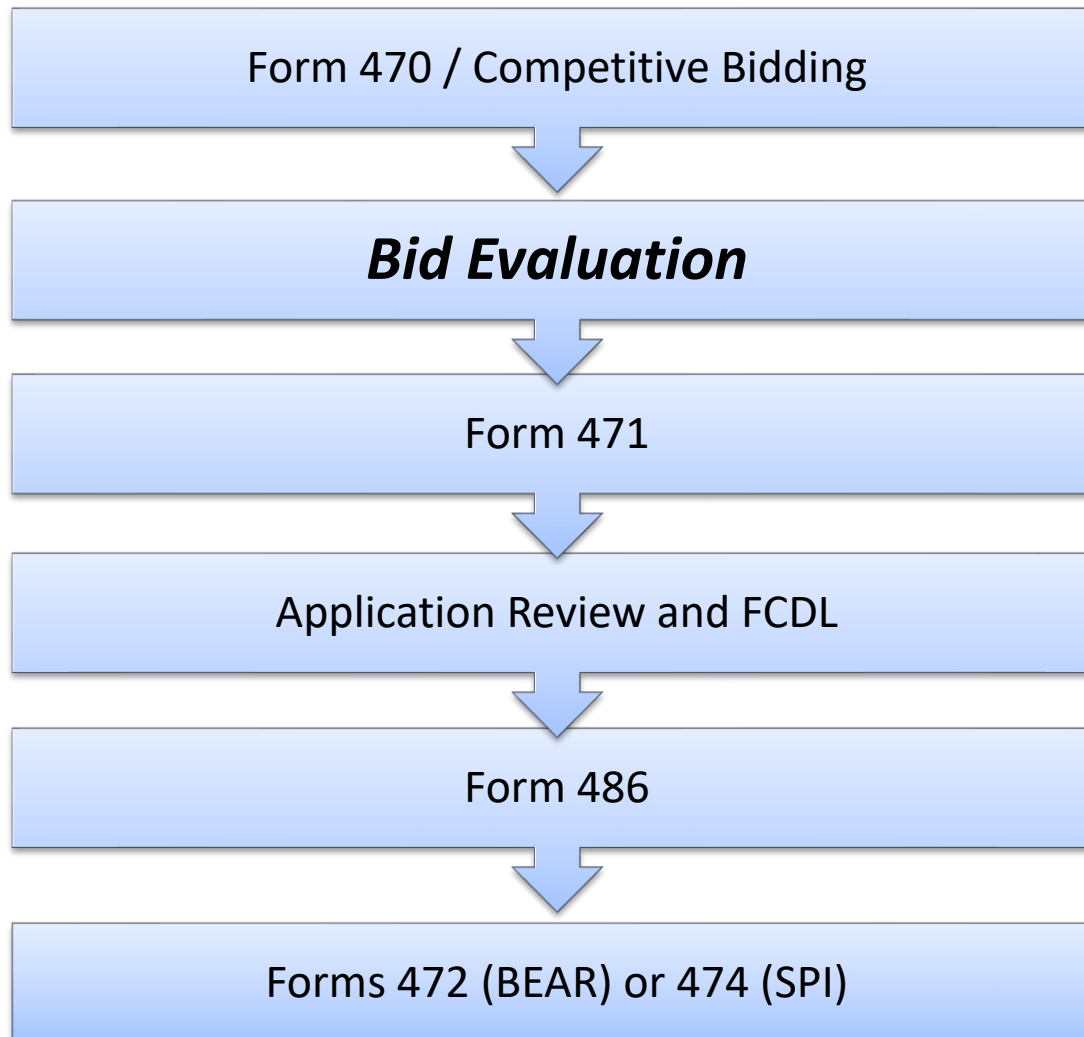 Form 470 / Competitive Bidding
Bid Evaluation
Form 471
Application Review and FCDL
Form 486
Forms 472 (BEAR) or 474 (SPI)